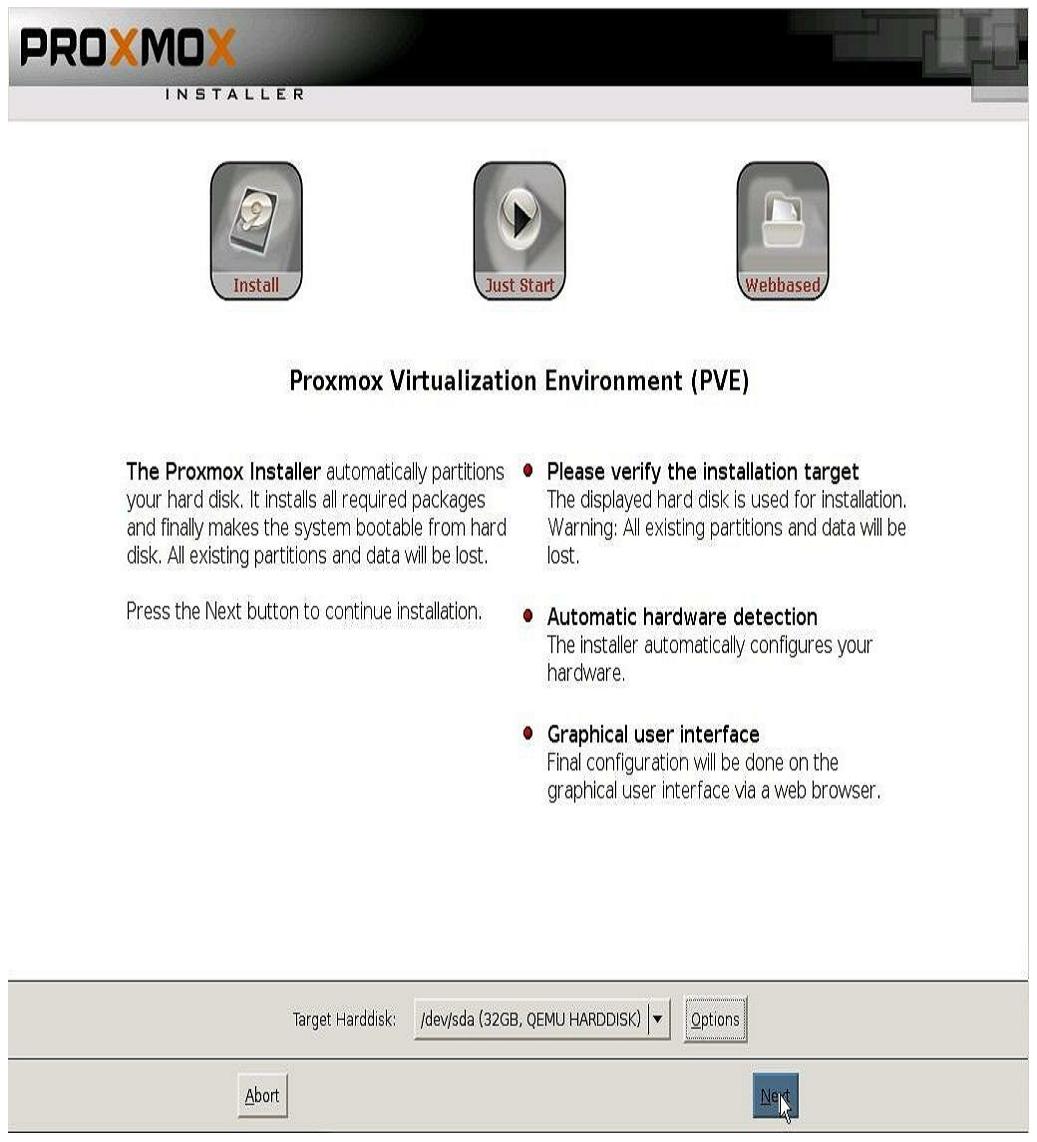 PROXMOX
INSTALLER
Install
Just Start
Webbased
Proxmox Virtualization Environment (PVE)
The Proxmox Installer automatically partitions
your hard disk. It installs all required packages
and finally makes the system bootable from hard
disk. All existing partitions and data will be lost.
Press the Next button to continue installation.
Please verify the installation target
The displayed hard disk is used for installation.
Warning: All existing partitions and data will be
lost.
Automatic hardware detection
The installer automatically configures your
hardware.
Graphical user interface
Final configuration will be done on the
graphical user interface via a web browser.
Target Harddisk: /dev/sda (32GB, QEMU HARDDISK) Options
Abort Next